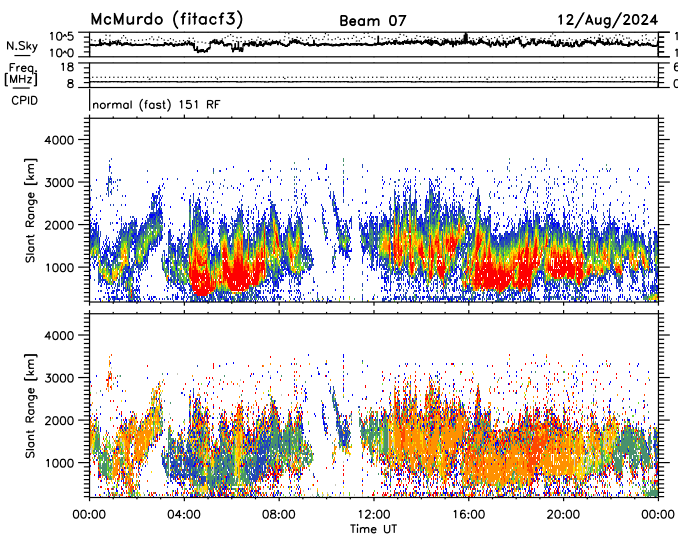 McMurdo (fitacf3) Beam 07 12/Aug/2024
N.Sky 10^5 10^0
Freq. [MHz] 18 8
CPID normal (fast) 151 RF
Slant Range [km] 4000 3000 2000 1000
Slant Range [km] 4000 3000 2000 1000
00:00 04:00 08:00 12:00 16:00 20:00 00:00
Time UT